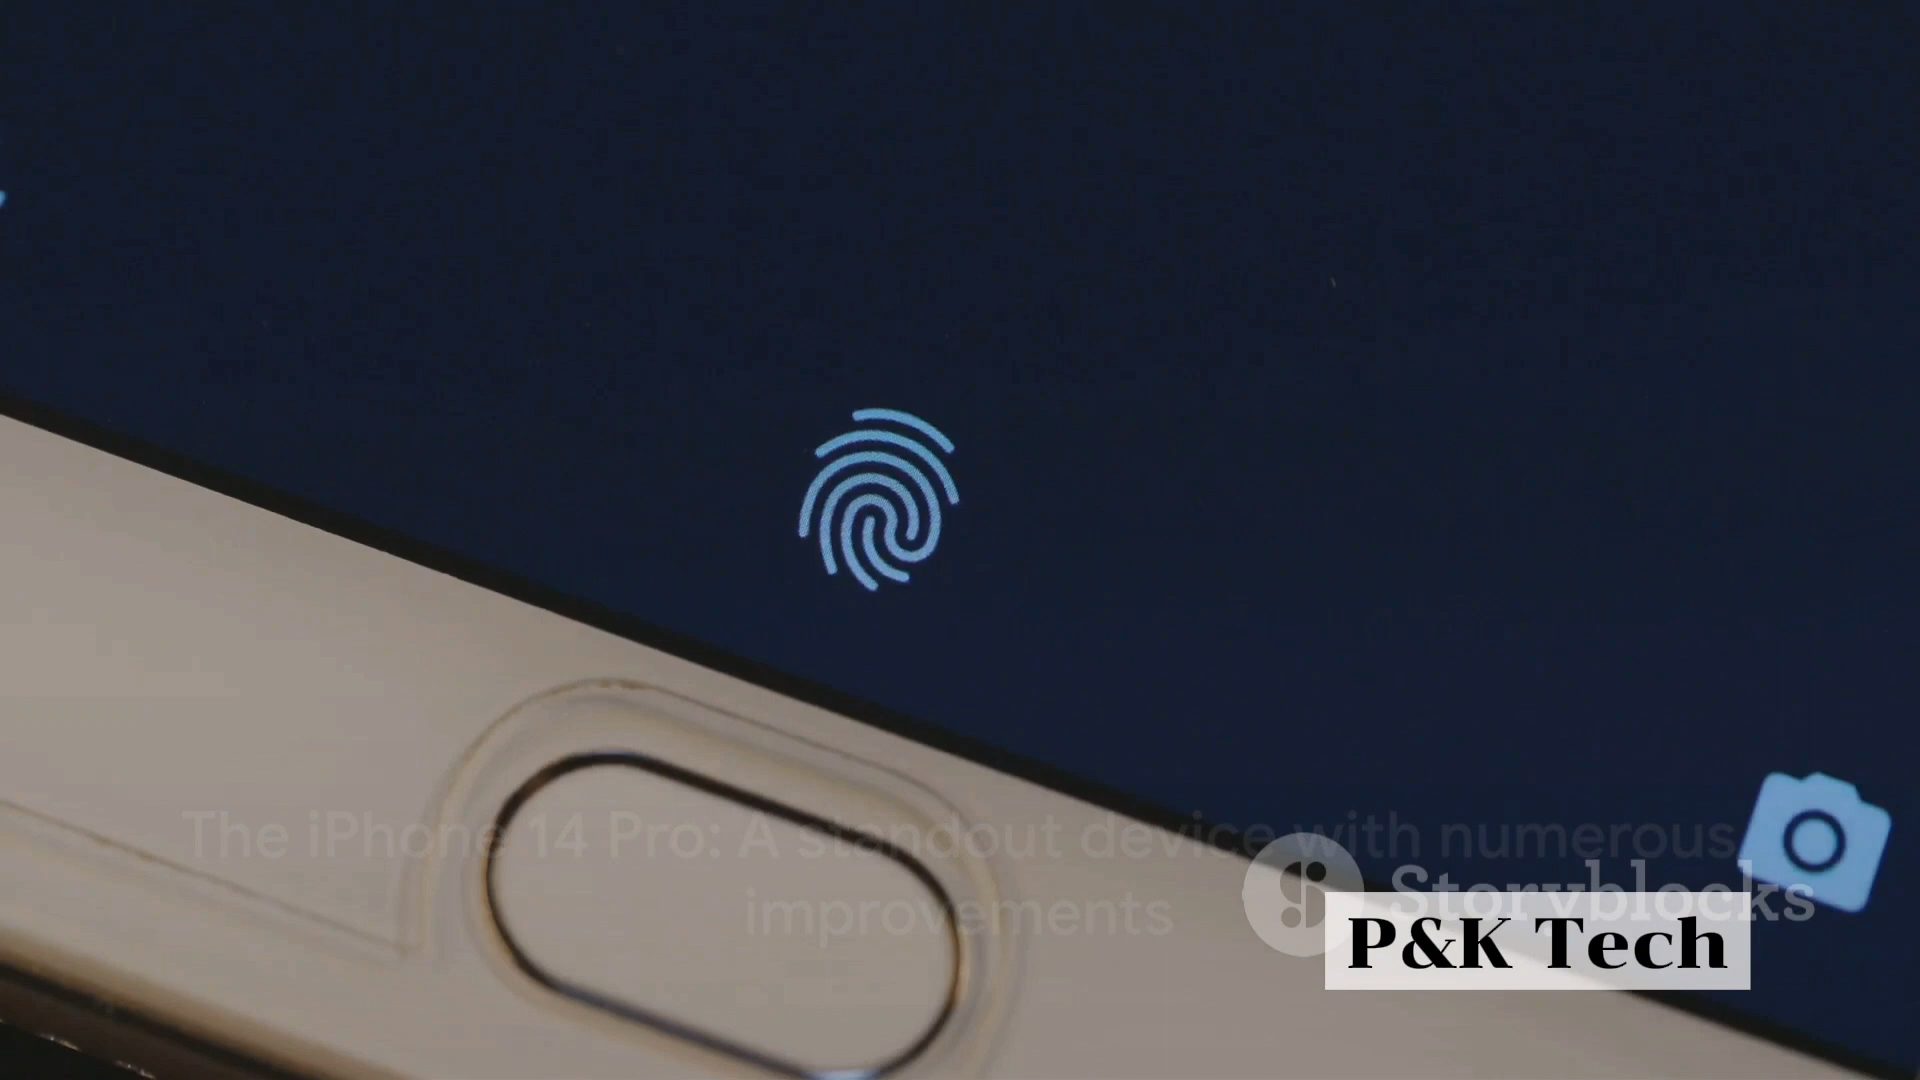 The iPhone 14 Pro: A standout device with numerous
improvements
Storyblocks
P&K Tech